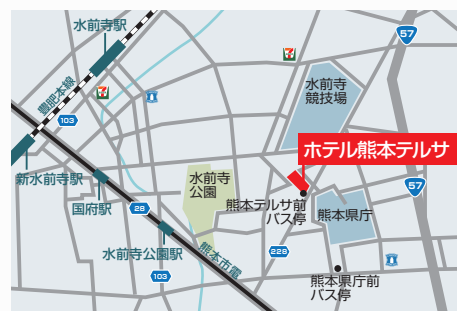 水前寺駅
57
豊肥本線
7
水前寺
競技場
103
ホテル熊本テルサ
新水前寺駅
水前寺
公園
57
国府駅
28
熊本テルサ前
バス停
熊本県庁
水前寺公園駅
熊本市電
228
103
熊本県庁前
バス停